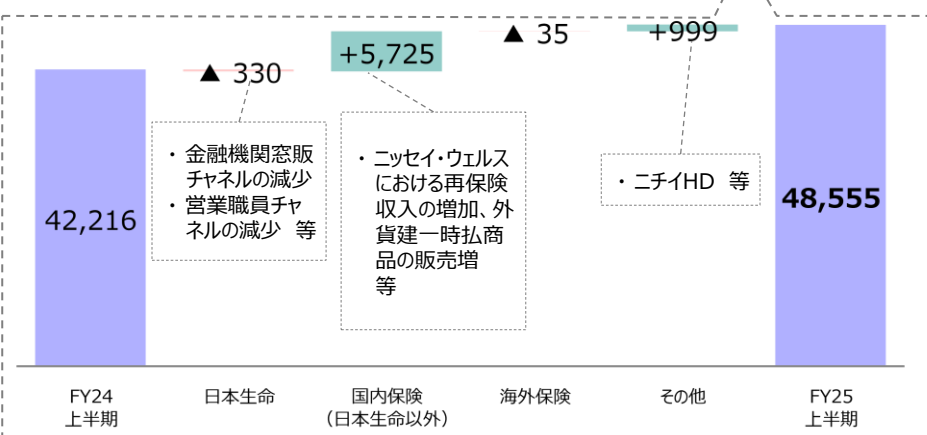 ▲ 330
+5,725
▲ 35
+999
・ 金融機関窓販
チャネルの減少
・ 営業職員チャ
ネルの減少 等
・ ニッセイ・ウェルス
における再保険
収入の増加、外
貨建一時払商
品の販売増
等
・ ニチイHD 等
42,216
48,555
FY24
上半期
日本生命
国内保険
(日本生命以外)
海外保険
その他
FY25
上半期